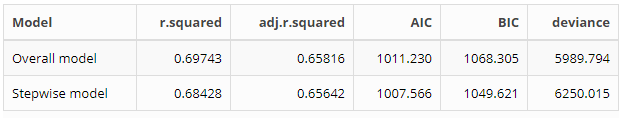 Model r.squared adj.r.squared AIC BIC deviance
Overall model 0.69743 0.65816 1011.230 1068.305 5989.794
Stepwise model 0.68428 0.65642 1007.566 1049.621 6250.015